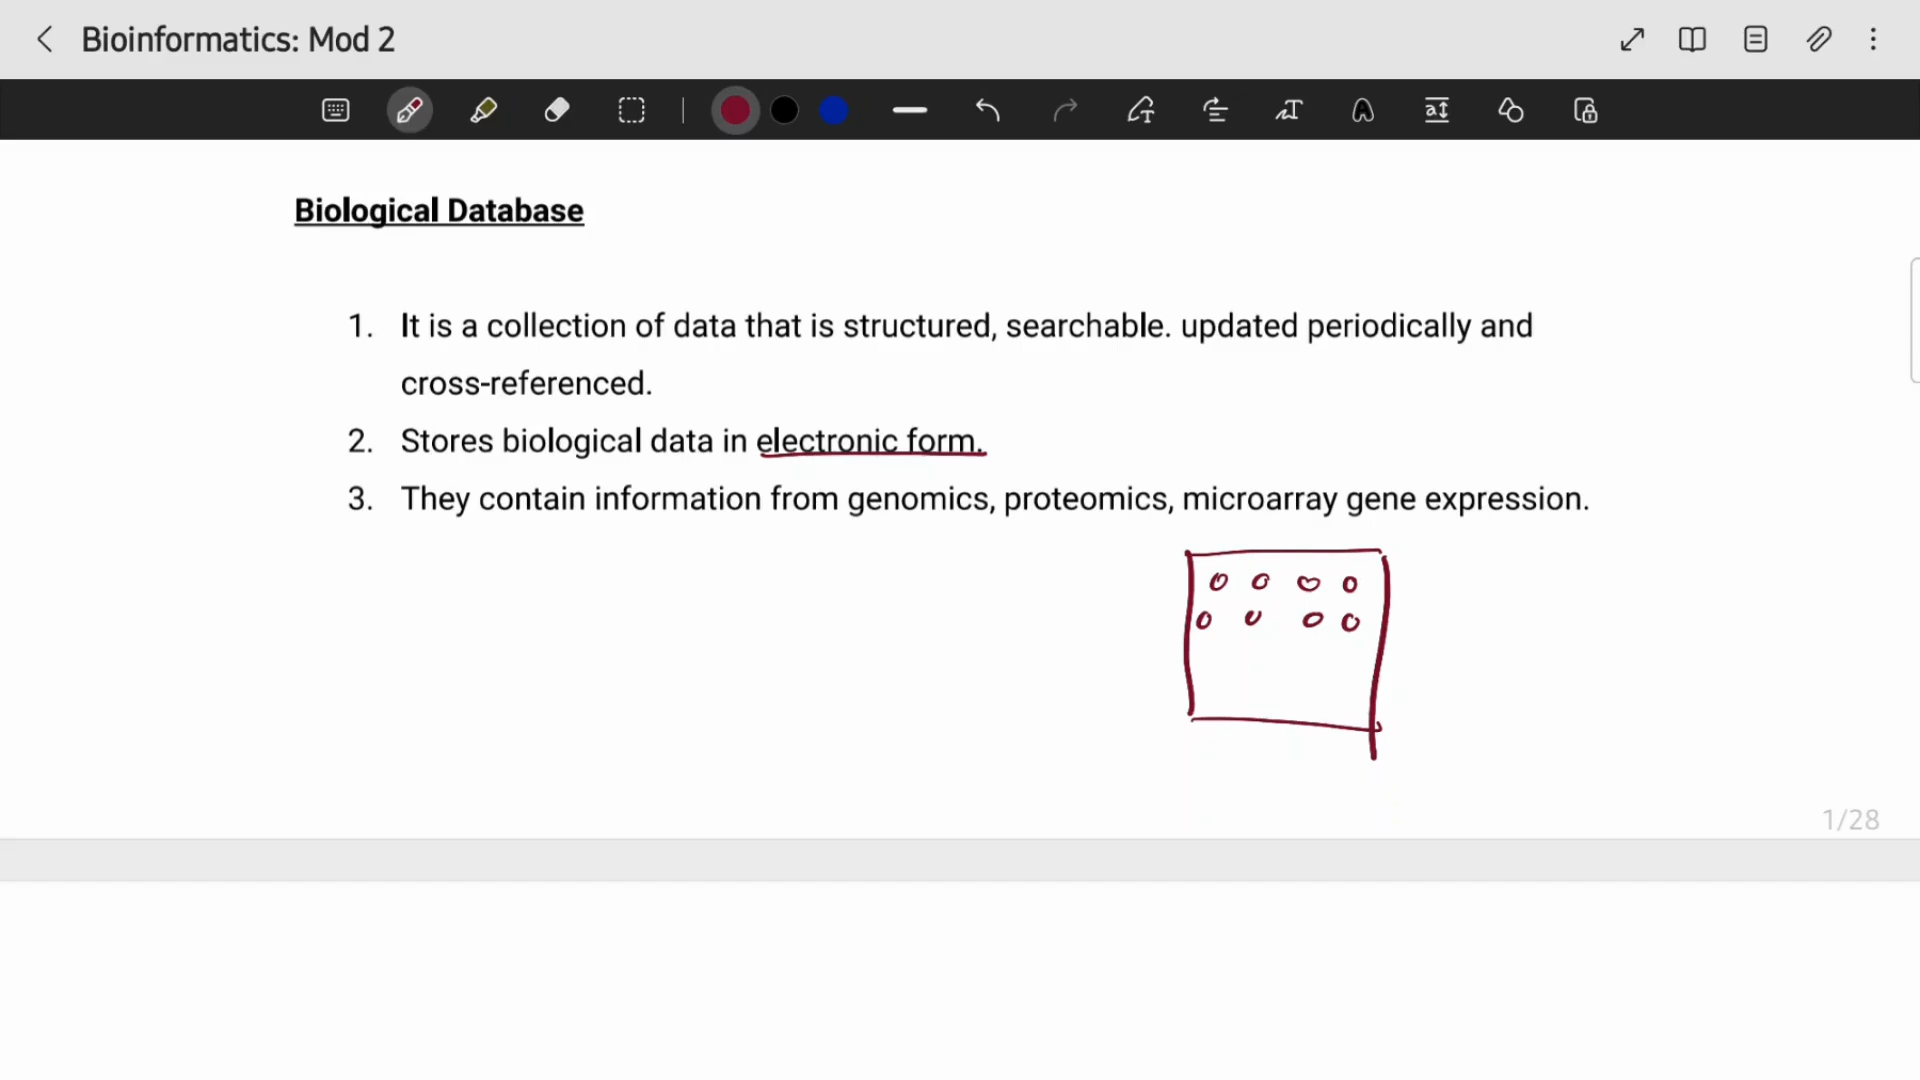 Bioinformatics: Mod 2
Biological Database
1. It is a collection of data that is structured, searchable. updated periodically and
cross-referenced.
2. Stores biological data in electronic form.
3. They contain information from genomics, proteomics, microarray gene expression.
1/28